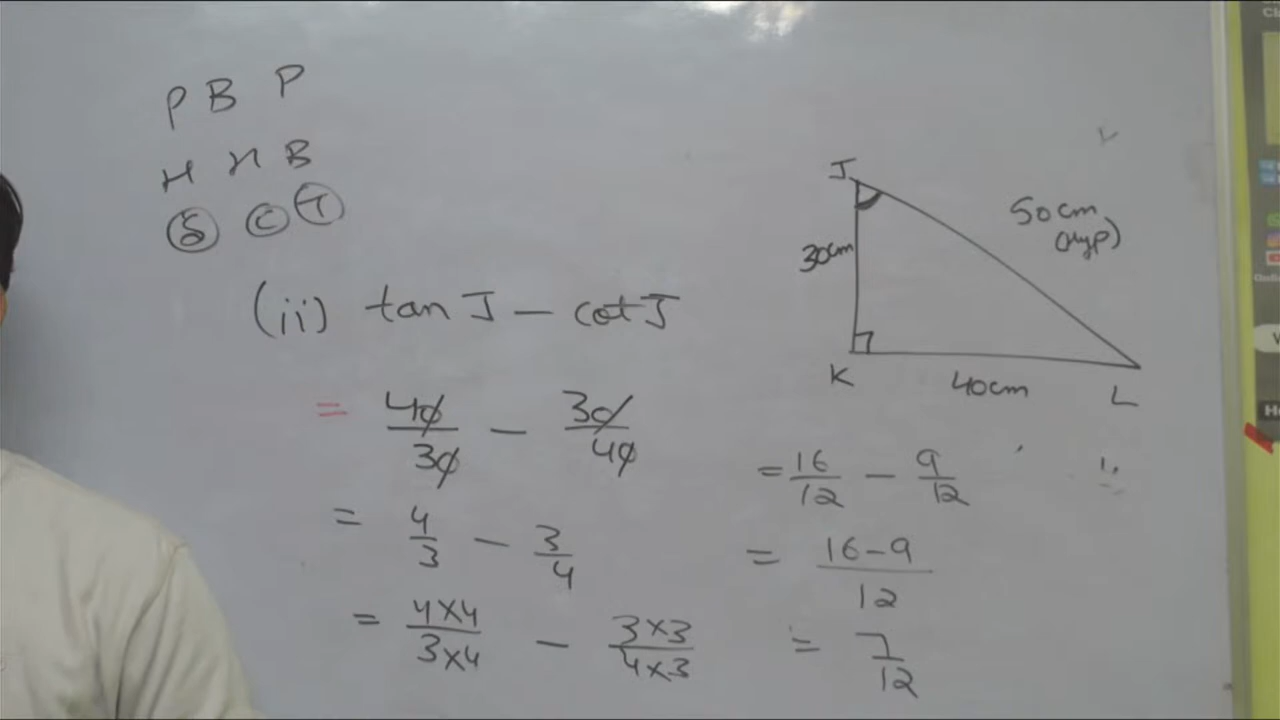 P B P
H H B
S C T
(ii) tan J - cot J
= 40/30 - 30/40
= 4/3 - 3/4
= 4×4/3×4 - 3×3/4×3
J
50cm
(Hyp)
30cm
K
40cm
L
= 16/12 - 9/12
= 16-9/12
= 7/12